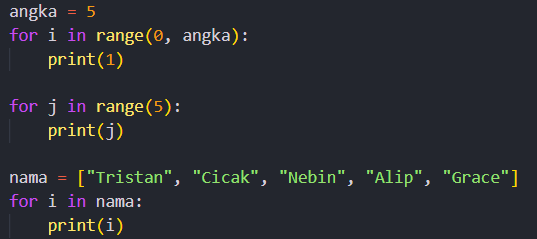 angka = 5
for i in range(0, angka):
    print(1)
for j in range(5):
    print(j)
nama = ["Tristan", "Cicak", "Nebin", "Alip", "Grace"]
for i in nama:
    print(i)